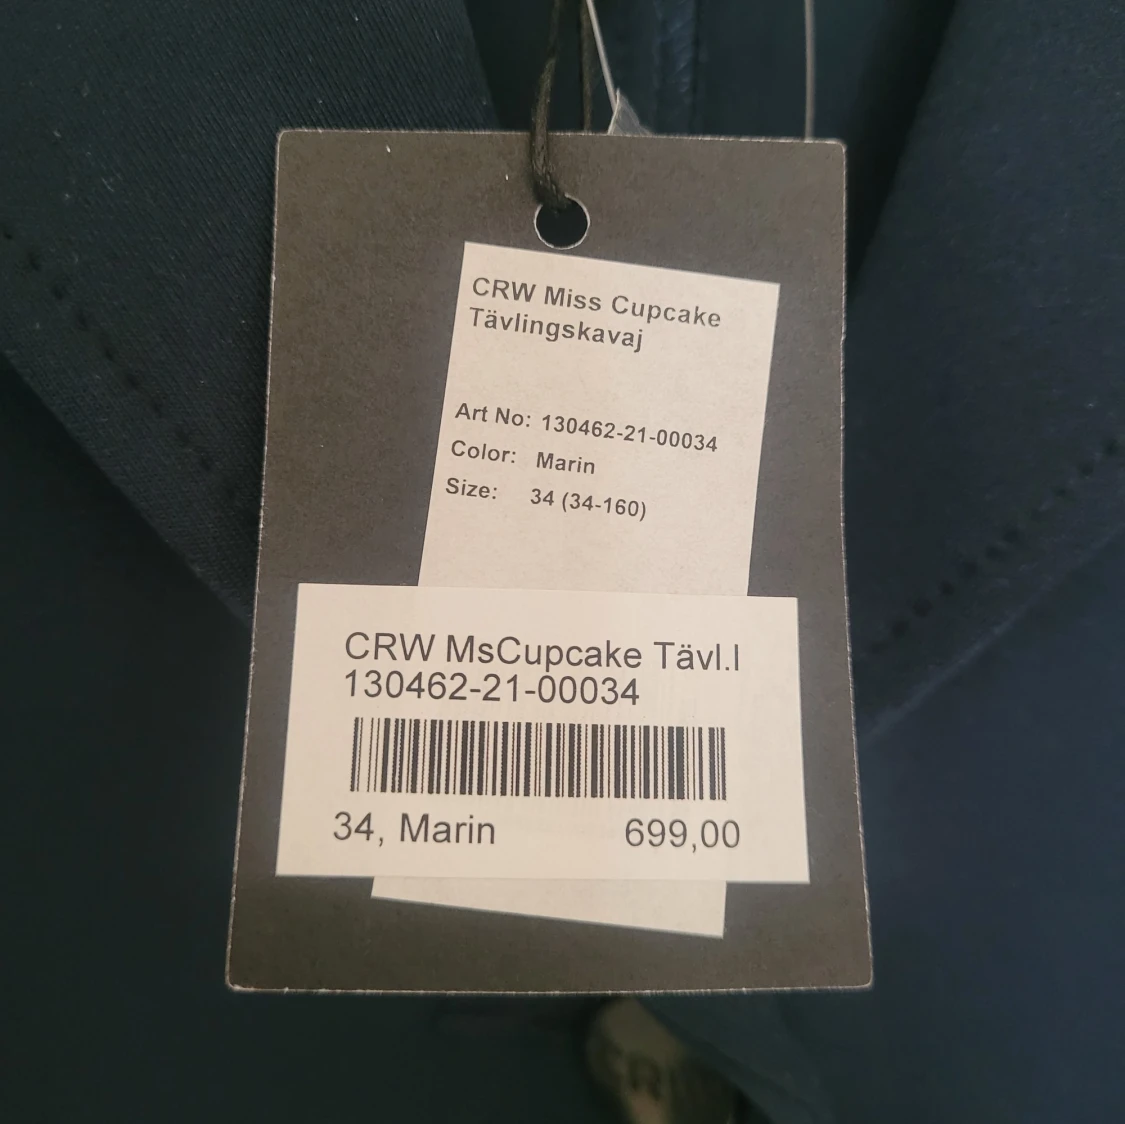 CRW Miss Cupcake
Tävlingskavaj
Art No: 130462-21-00034
Color: Marin
Size: 34 (34-160)
CRW MsCupcake Tävl.l
130462-21-00034
34, Marin 699,00